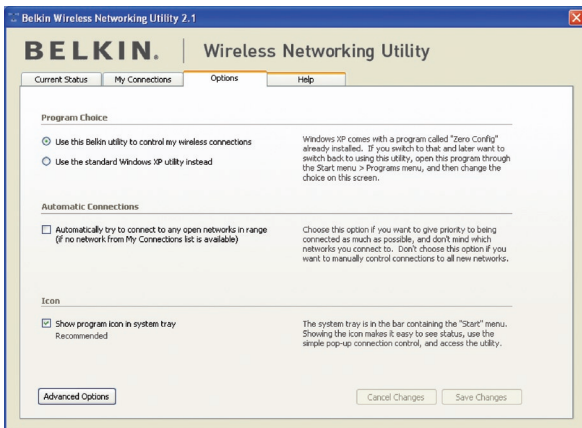 Belkin Wireless Networking Utility 2.1
BELKIN. | Wireless Networking Utility
Current Status My Connections Options Help
Program Choice
Use this Belkin utility to control my wireless connections
Use the standard Windows XP utility instead
Windows XP comes with a program called "Zero Config"
already installed. If you switch to that and later want to
switch back to using this utility, open this program through
the Start menu > Programs menu, and then change the
choice on this screen.
Automatic Connections
Automatically try to connect to any open networks in range
(if no network from My Connections list is available)
Choose this option if you want to give priority to being
connected as much as possible, and don't mind which
networks you connect to. Don't choose this option if you
want to manually control connections to all new networks.
Icon
Show program icon in system tray
Recommended
The system tray is in the bar containing the "Start" menu.
Showing the icon makes it easy to see status, use the
simple pop-up connection control, and access the utility.
Advanced Options
Cancel Changes Save Changes